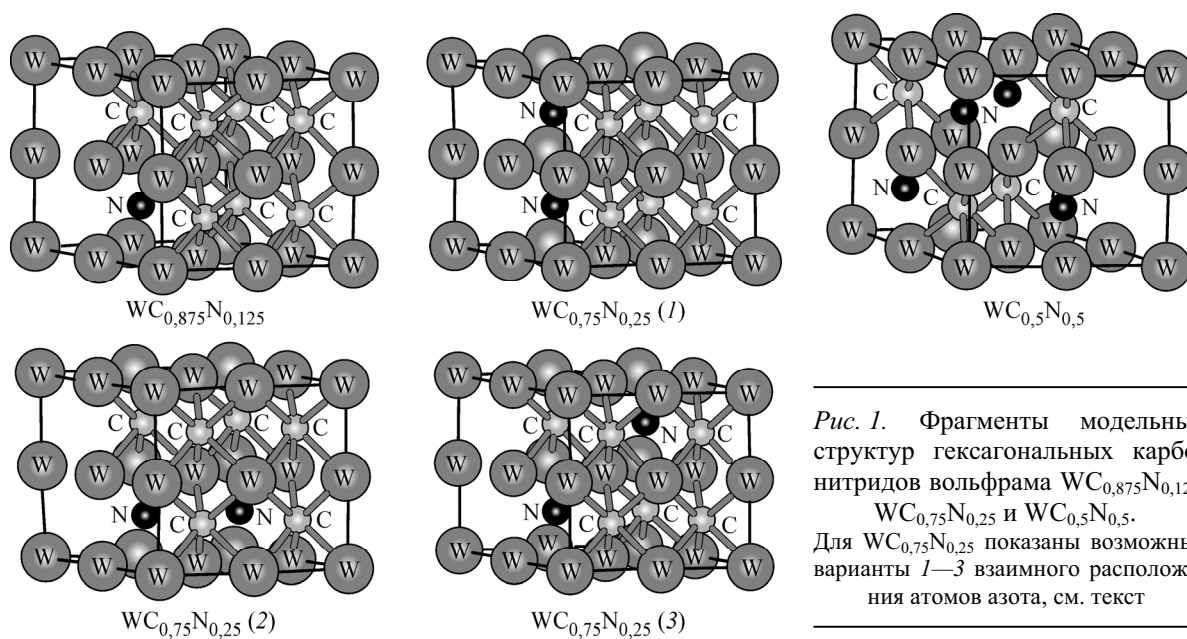 W W W W
W W W W
C C C C
W W W W W W
N C C C
W W W W W
WC0,875N0,125
W W W W W W
N C C C
W W W W W
N C C C
W W W W W
WC0,75N0,25 (1)
W W W W W W
C N N C
W W W W W W
N C C N
W W W W W W
WC0,5N0,5
W W W W W W
C C C C
W W W W W
N C N C
W W W W W
WC0,75N0,25 (2)
W W W W W W
C C N C
W W W W W
N C C C
W W W W W
WC0,75N0,25 (3)
Рис. 1. Фрагменты модельны
структур гексагональных карбо
нитридов вольфрама WC0,875N0,12
WC0,75N0,25 и WC0,5N0,5.
Для WC0,75N0,25 показаны возможны
варианты 1—3 взаимного располож
ния атомов азота, см. текст